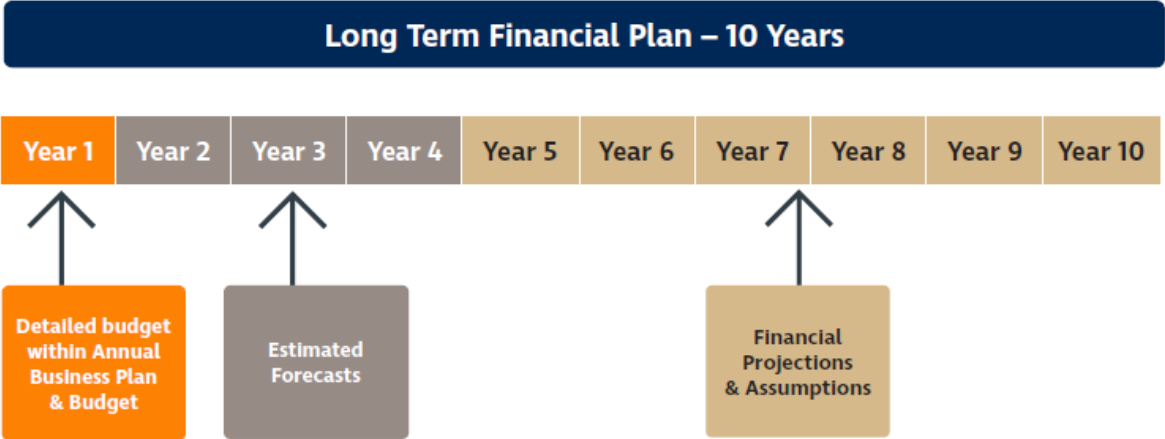 Long Term Financial Plan – 10 Years
Year 1 Year 2 Year 3 Year 4 Year 5 Year 6 Year 7 Year 8 Year 9 Year 10
Detailed budget
within Annual
Business Plan
& Budget
Estimated
Forecasts
Financial
Projections
& Assumptions